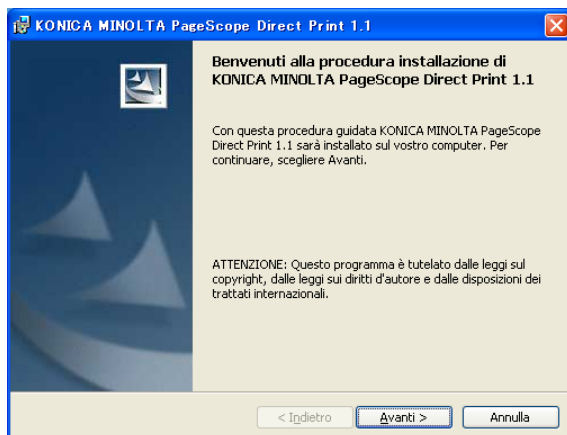 KONICA MINOLTA PageScope Direct Print 1.1
Benvenuti alla procedura installazione di
KONICA MINOLTA PageScope Direct Print 1.1
Con questa procedura guidata KONICA MINOLTA PageScope
Direct Print 1.1 sarà installato sul vostro computer. Per
continuare, scegliere Avanti.
ATTENZIONE: Questo programma è tutelato dalle leggi sul
copyright, dalle leggi sui diritti d'autore e dalle disposizioni dei
trattati internazionali.
< Indietro Avanti > Annulla